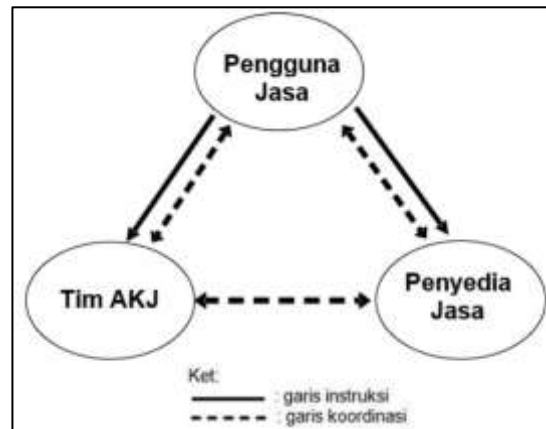 Pengguna
Jasa
Tim AKJ
Penyedia
Jasa
Ket:
: garis instruksi
: garis koordinasi